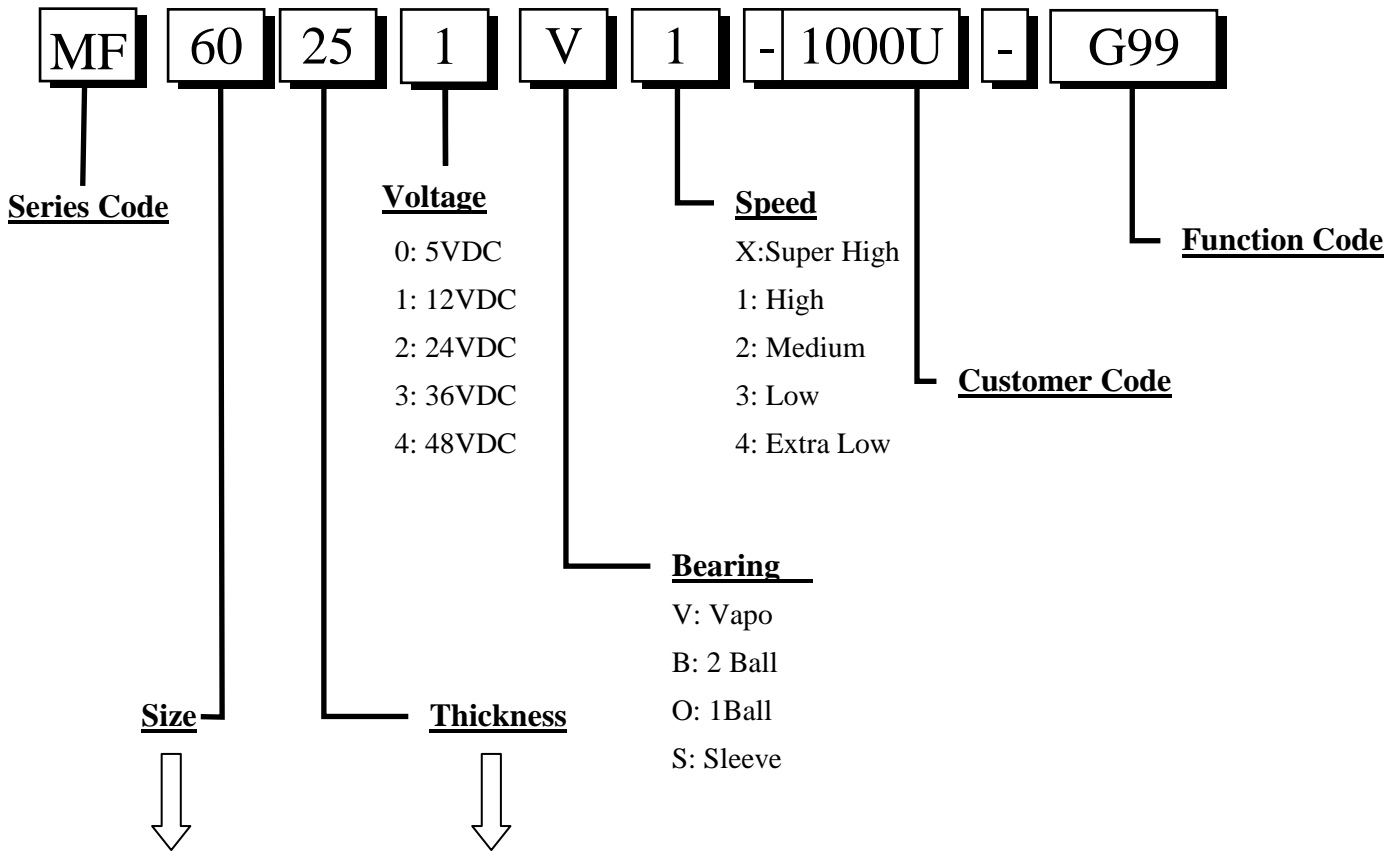 MF 60 25 1 V 1 - 1000U - G99
Series Code
Voltage
0: 5VDC
1: 12VDC
2: 24VDC
3: 36VDC
4: 48VDC
Speed
X:Super High
1: High
2: Medium
3: Low
4: Extra Low
Function Code
Customer Code
Bearing
V: Vapo
B: 2 Ball
O: 1Ball
S: Sleeve
Size
Thickness